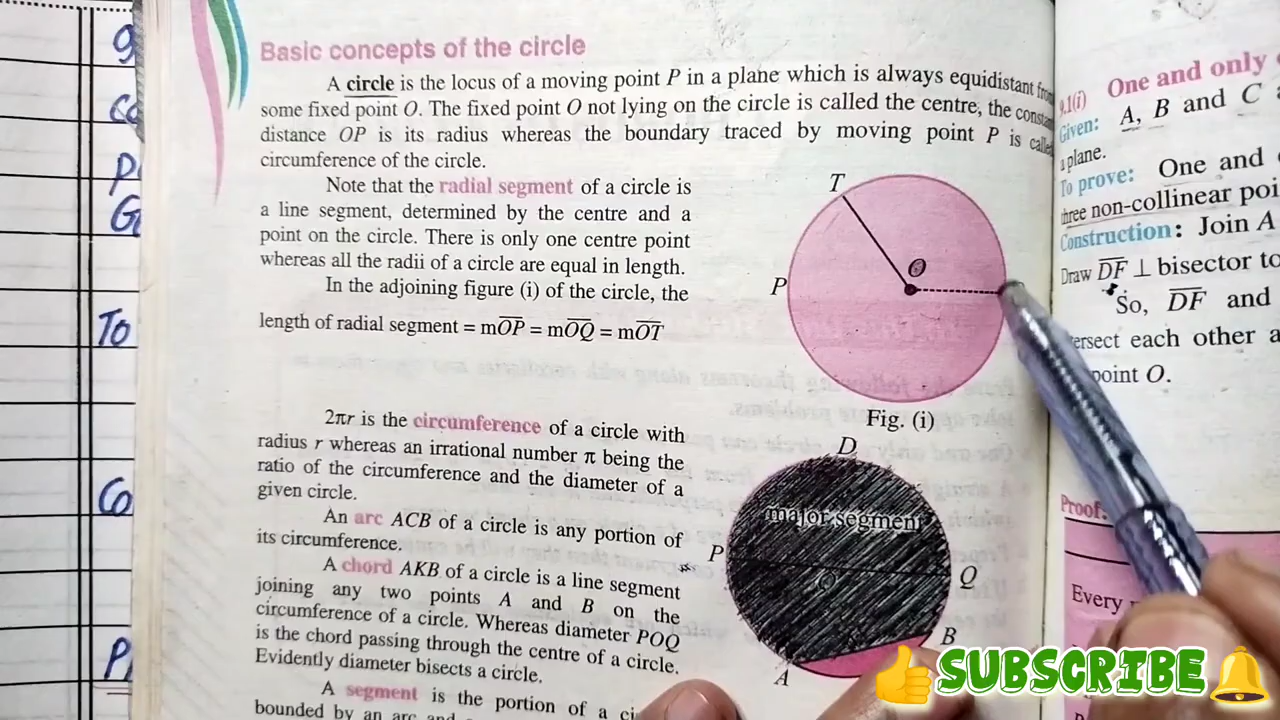 Basic concepts of the circle
A circle is the locus of a moving point P in a plane which is always equidistant from
some fixed point O. The fixed point O not lying on the circle is called the centre, the
distance OP is its radius whereas the boundary traced by moving point P is
circumference of the circle.
Note that the radial segment of a circle is
a line segment, determined by the centre and a
point on the circle. There is only one centre point
whereas all the radii of a circle are equal in length.
In the adjoining figure (i) of the circle, the
length of radial segment = mOP = mOQ = mOT
T
O
P
Fig. (i)
2πr is the circumference of a circle with
radius r whereas an irrational number π being the
ratio of the circumference and the diameter of a
given circle.
An arc ACB of a circle is any portion of
its circumference.
A chord AKB of a circle is a line segment
joining any two points A and B on the
circumference of a circle. Whereas diameter POQ
is the chord passing through the centre of a circle.
Evidently diameter bisects a circle.
A segment is the portion of a
bounded by an arc and
D
major segment
P
O
Q
B
A
9.1(i) One and only
Given: A, B and C
a plane.
To prove: One and
three non-collinear
Construction: Join A
Draw DF ⊥ bisector to
So, DF and
each other
point O.
Proof:
Every
To
SUBSCRIBE